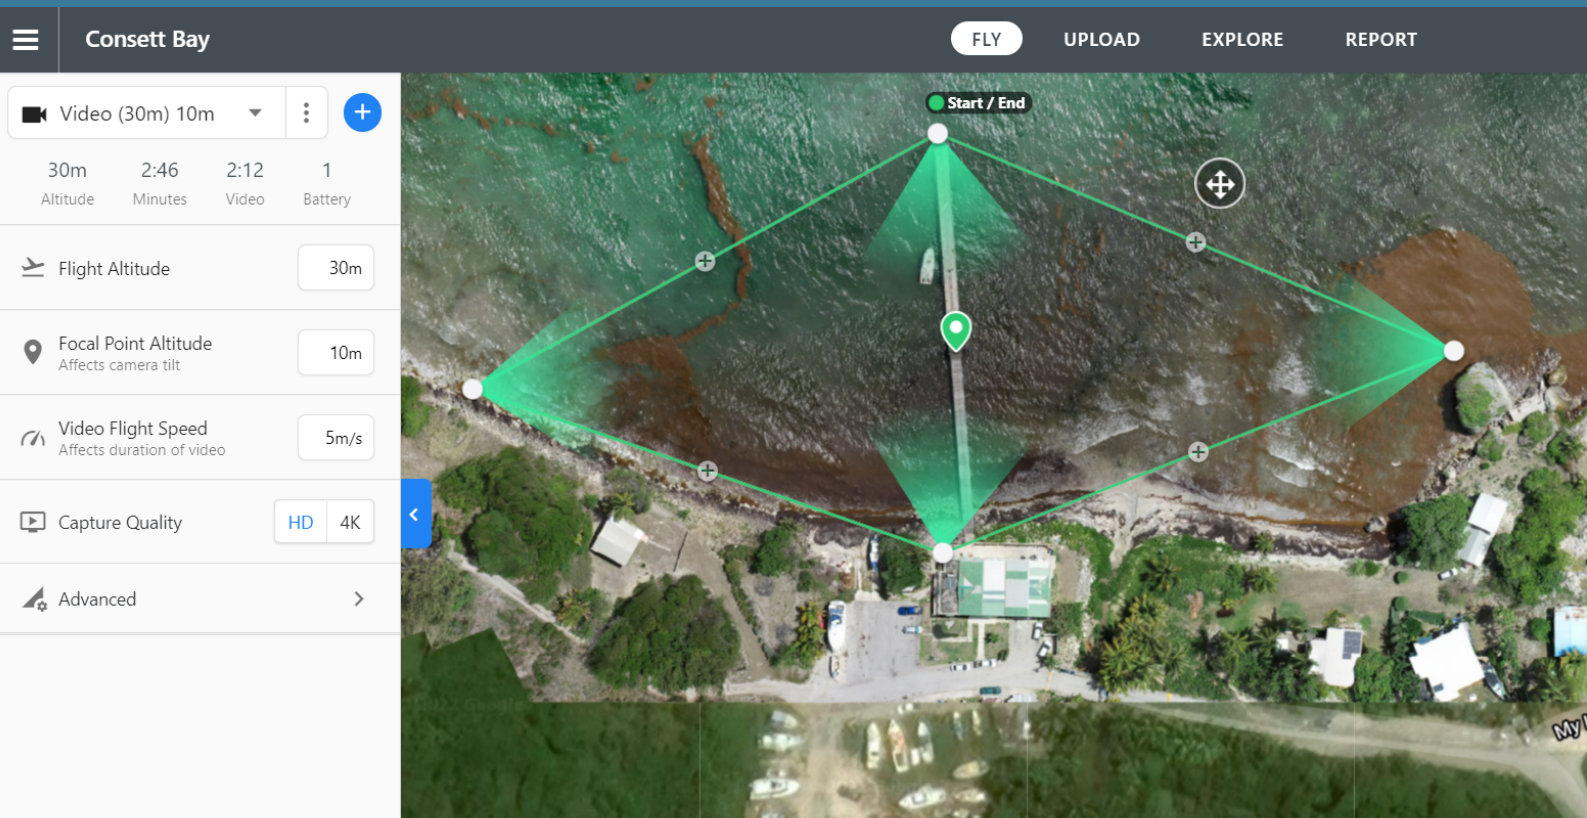 Consett Bay
FLY
UPLOAD
EXPLORE
REPORT
Video (30m) 10m
30m
2:46
2:12
1
Altitude
Minutes
Video
Battery
Flight Altitude
30m
Focal Point Altitude
Affects camera tilt
10m
Video Flight Speed
Affects duration of video
5m/s
Capture Quality
HD
4K
Advanced
Start / End
My